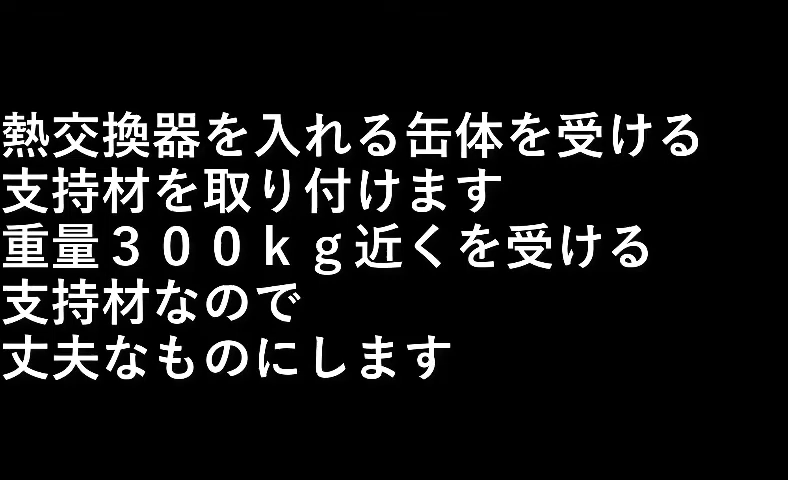 熱交換器を入れる缶体を受ける
支持材を取り付けます
重量３００ｋｇ近くを受ける
支持材なので
丈夫なものにします